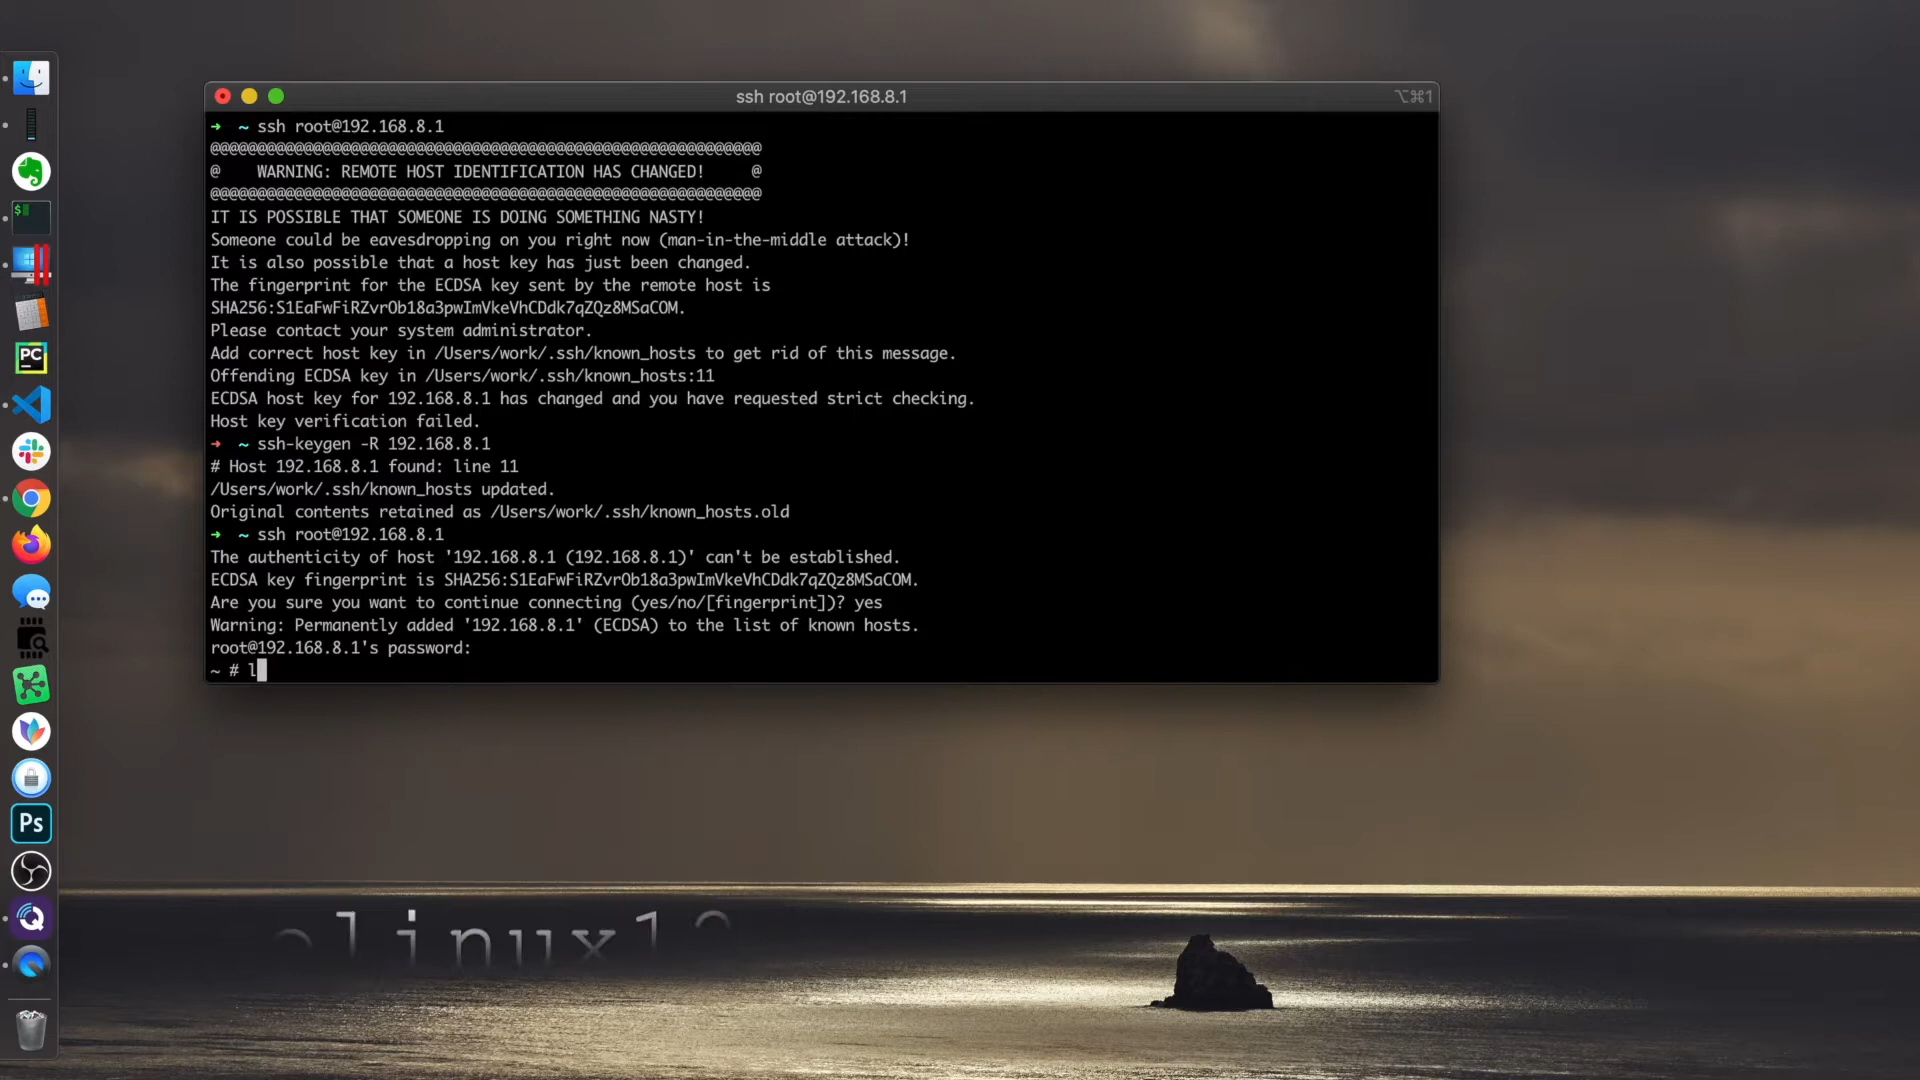 ssh root@192.168.8.1
⌥⌘1
➜ ~ ssh root@192.168.8.1
@@@@@@@@@@@@@@@@@@@@@@@@@@@@@@@@@@@@@@@@@@@@@@@@@@@@@@@@@@@
@    WARNING: REMOTE HOST IDENTIFICATION HAS CHANGED!     @
@@@@@@@@@@@@@@@@@@@@@@@@@@@@@@@@@@@@@@@@@@@@@@@@@@@@@@@@@@@
IT IS POSSIBLE THAT SOMEONE IS DOING SOMETHING NASTY!
Someone could be eavesdropping on you right now (man-in-the-middle attack)!
It is also possible that a host key has just been changed.
The fingerprint for the ECDSA key sent by the remote host is
SHA256:S1EaFwFiRZvrOb18a3pwImVkeVhCDdk7qZQz8MSaCOM.
Please contact your system administrator.
Add correct host key in /Users/work/.ssh/known_hosts to get rid of this message.
Offending ECDSA key in /Users/work/.ssh/known_hosts:11
ECDSA host key for 192.168.8.1 has changed and you have requested strict checking.
Host key verification failed.
➜ ~ ssh-keygen -R 192.168.8.1
# Host 192.168.8.1 found: line 11
/Users/work/.ssh/known_hosts updated.
Original contents retained as /Users/work/.ssh/known_hosts.old
➜ ~ ssh root@192.168.8.1
The authenticity of host '192.168.8.1 (192.168.8.1)' can't be established.
ECDSA key fingerprint is SHA256:S1EaFwFiRZvrOb18a3pwImVkeVhCDdk7qZQz8MSaCOM.
Are you sure you want to continue connecting (yes/no/[fingerprint])? yes
Warning: Permanently added '192.168.8.1' (ECDSA) to the list of known hosts.
root@192.168.8.1's password:
~ # l
$
PC
Ps